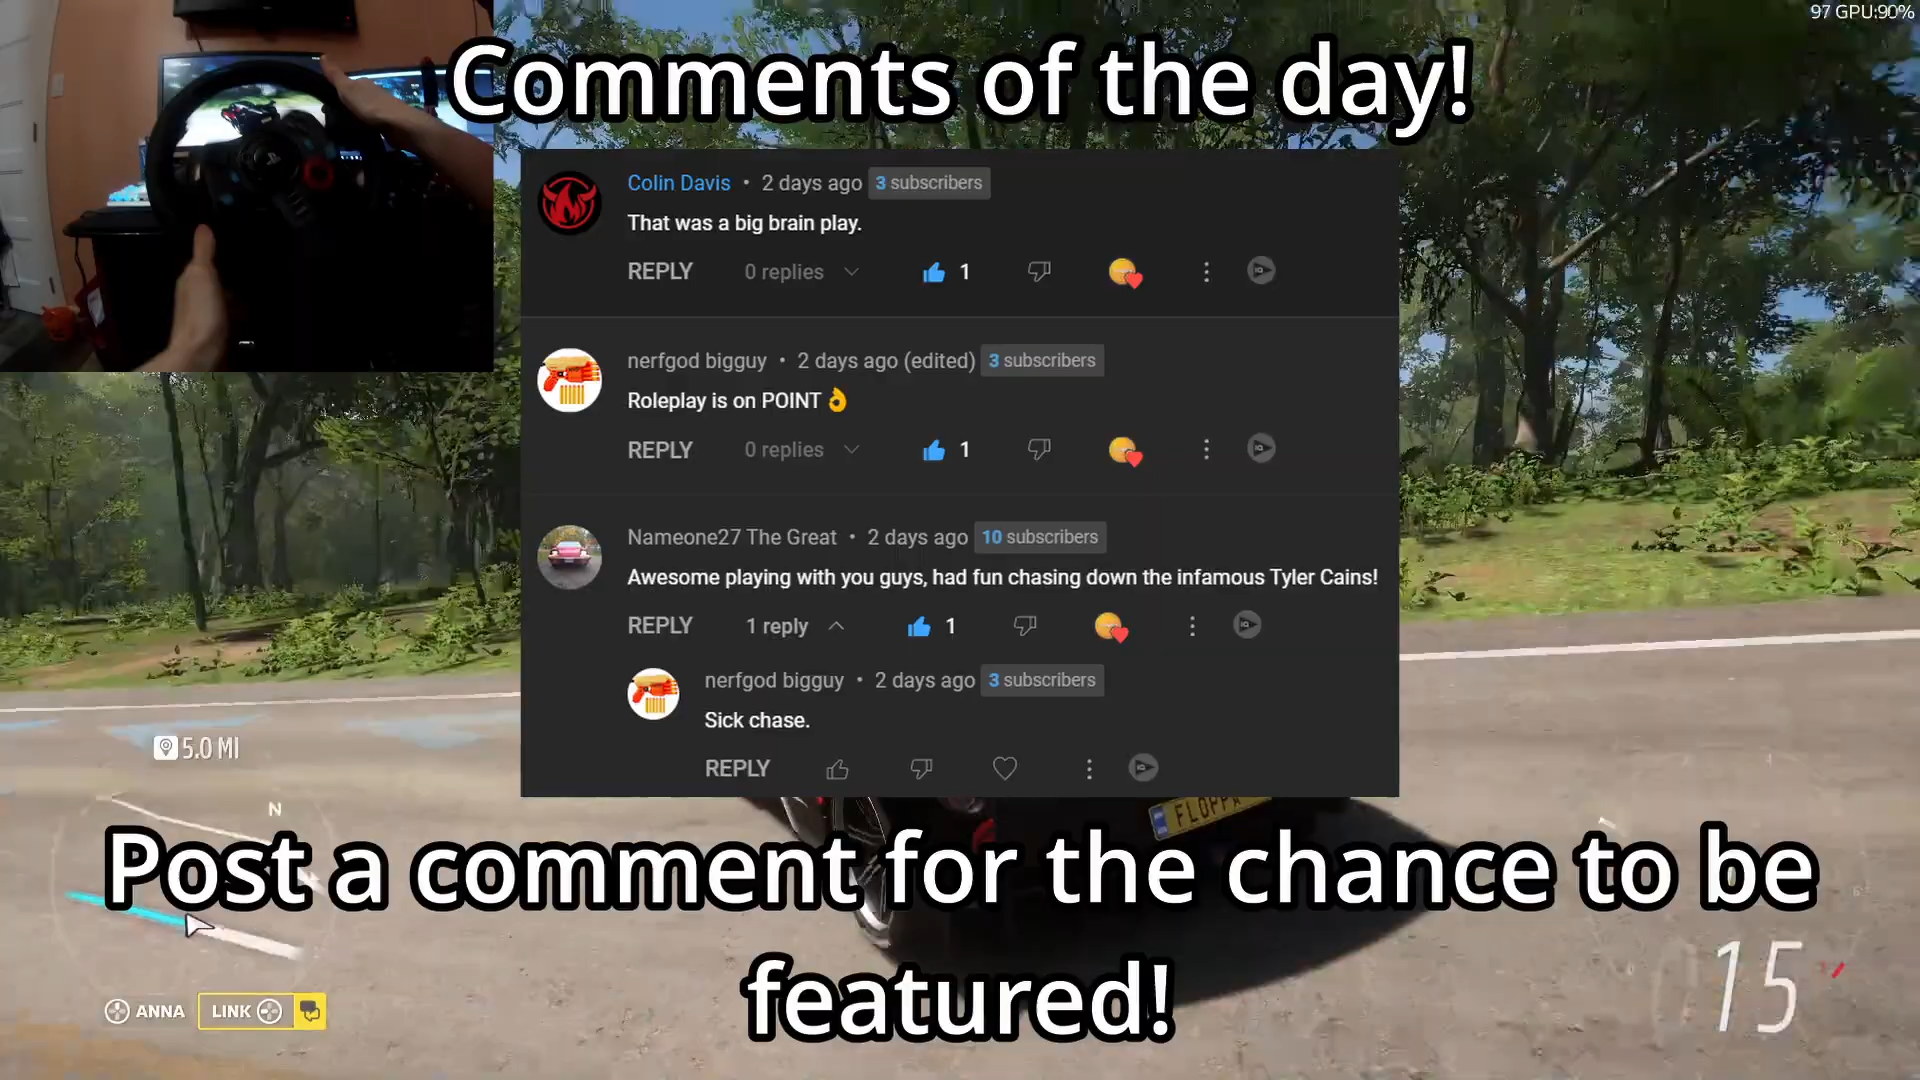 97 GPU:90%
Comments of the day!
Colin Davis • 2 days ago 3 subscribers
That was a big brain play.
REPLY 0 replies 1
nerfgod bigguy • 2 days ago (edited) 3 subscribers
Roleplay is on POINT 👌
REPLY 0 replies 1
Nameone27 The Great • 2 days ago 10 subscribers
Awesome playing with you guys, had fun chasing down the infamous Tyler Cains!
REPLY 1 reply 1
nerfgod bigguy • 2 days ago 3 subscribers
Sick chase.
REPLY
5.0 MI
N
FLOPPA
Post a comment for the chance to be
featured!
ANNA LINK
15